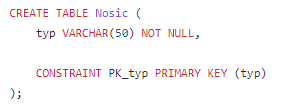 CREATE TABLE Nosic (
typ VARCHAR(50) NOT NULL,
CONSTRAINT PK_typ PRIMARY KEY (typ)
);